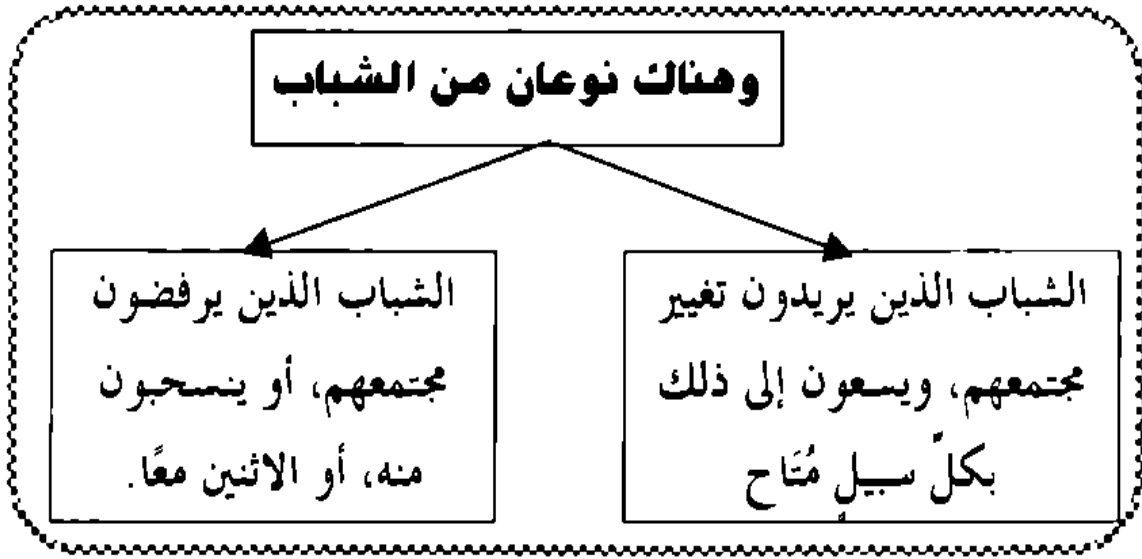 وهناك نوعان من الشباب
الشباب الذين يريدون تغيير
مجتمعهم، ويسعون إلى ذلك
بكلّ سبيلٍ مُتَاح
الشباب الذين يرفضون
مجتمعهم، أو ينسحبون
منه، أو الاثنين معًا.